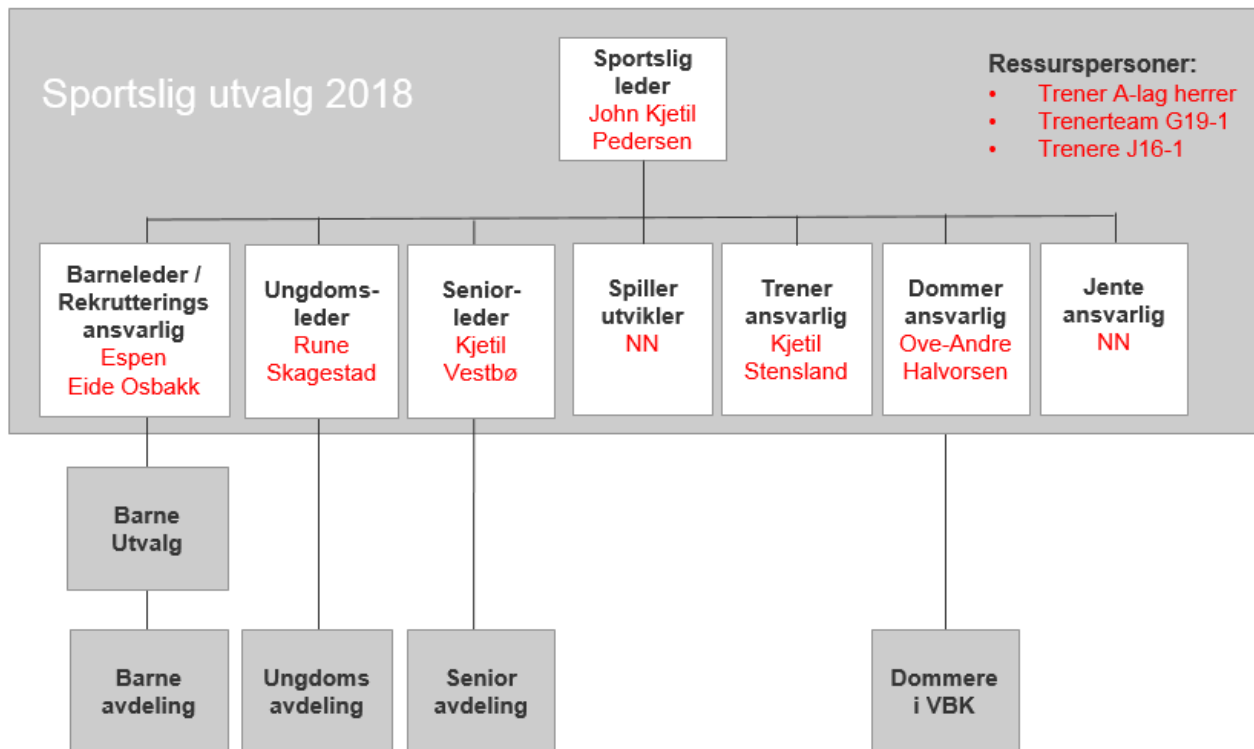 Sportslig utvalg 2018
Sportslig
leder
John Kjetil
Pedersen
Ressurspersoner:
• Trener A-lag herrer
• Trenerteam G19-1
• Trenere J16-1
Barneleder /
Rekrutterings
ansvarlig
Espen
Eide Osbakk
Ungdoms-
leder
Rune
Skagestad
Senior-
leder
Kjetil
Vestbø
Spiller
utvikler
NN
Trener
ansvarlig
Kjetil
Stensland
Dommer
ansvarlig
Ove-Andre
Halvorsen
Jente
ansvarlig
NN
Barne
Utvalg
Barne
avdeling
Ungdoms
avdeling
Senior
avdeling
Dommere
i VBK